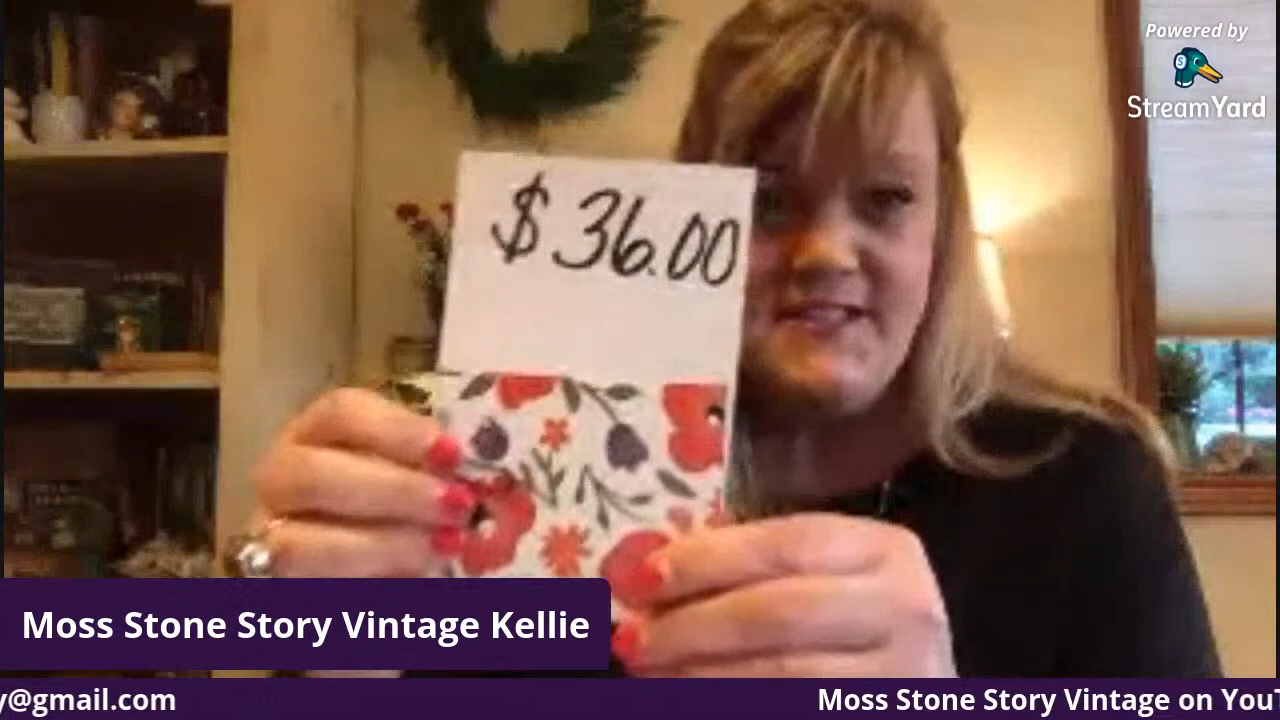 Powered by
StreamYard
$36.00
Moss Stone Story Vintage Kellie
y@gmail.com
Moss Stone Story Vintage on You